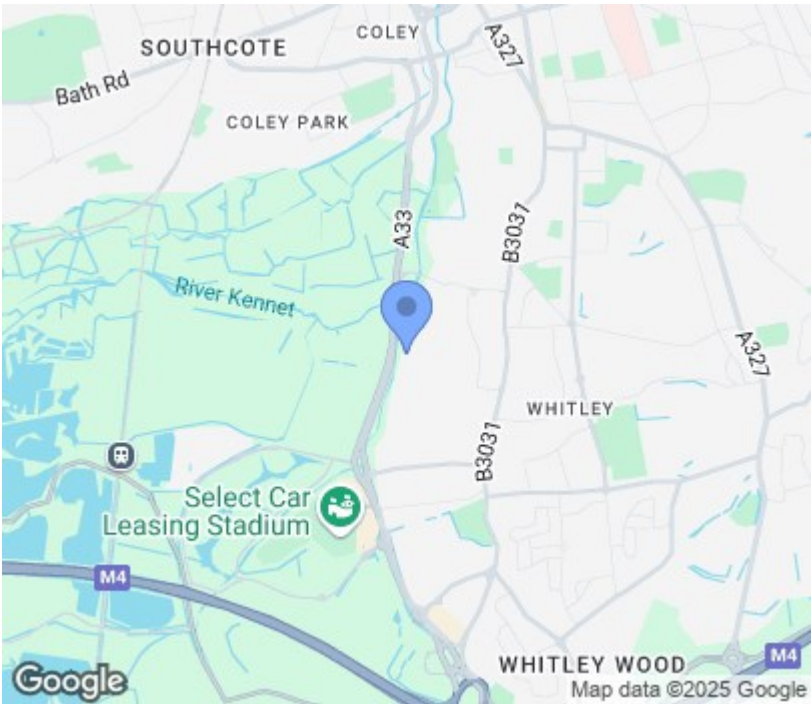 COLEY
SOUTHCOTE
A327
Bath Rd
COLEY PARK
A33
B3031
River Kennet
A327
WHITLEY
B3031
Select Car
Leasing Stadium
M4
M4
WHITLEY WOOD
Google
Map data ©2025 Google